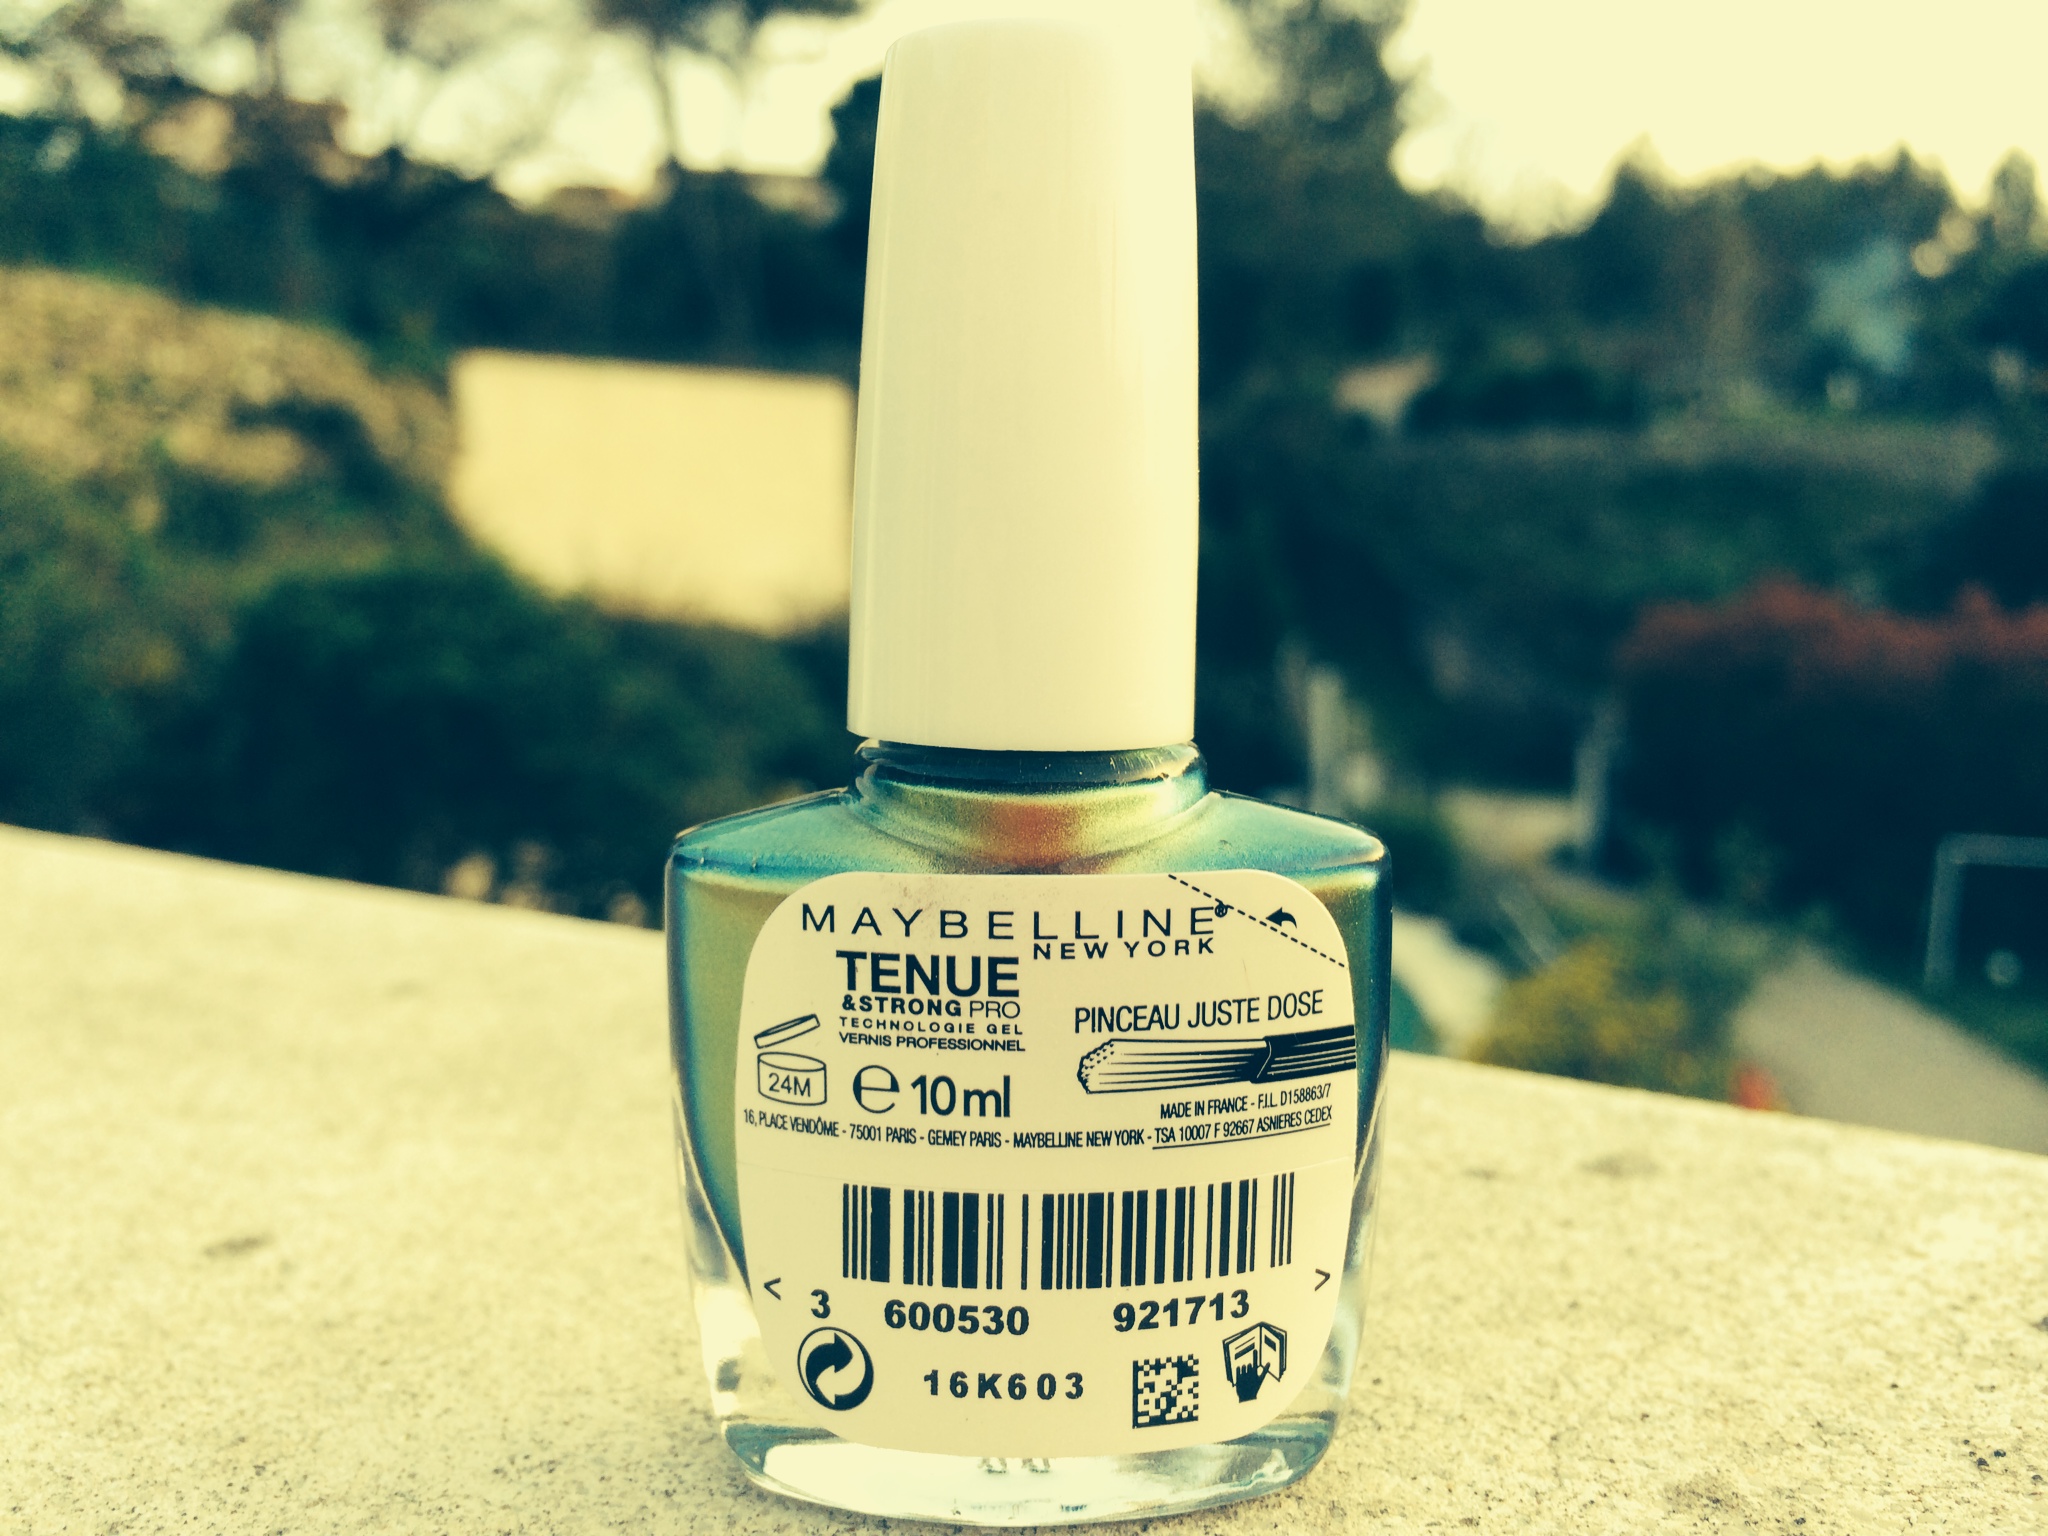 MAYBELLINE®
NEW YORK
TENUE
&STRONG PRO
TECHNOLOGIE GEL
VERNIS PROFESSIONNEL
PINCEAU JUSTE DOSE
24M
e 10ml
MADE IN FRANCE - F.I.L. D158863/7
16, PLACE VENDÔME - 75001 PARIS - GEMEY PARIS - MAYBELLINE NEW YORK - TSA 10007 F 92667 ASNIERES CEDEX
< 3 600530 921713 >
16K603